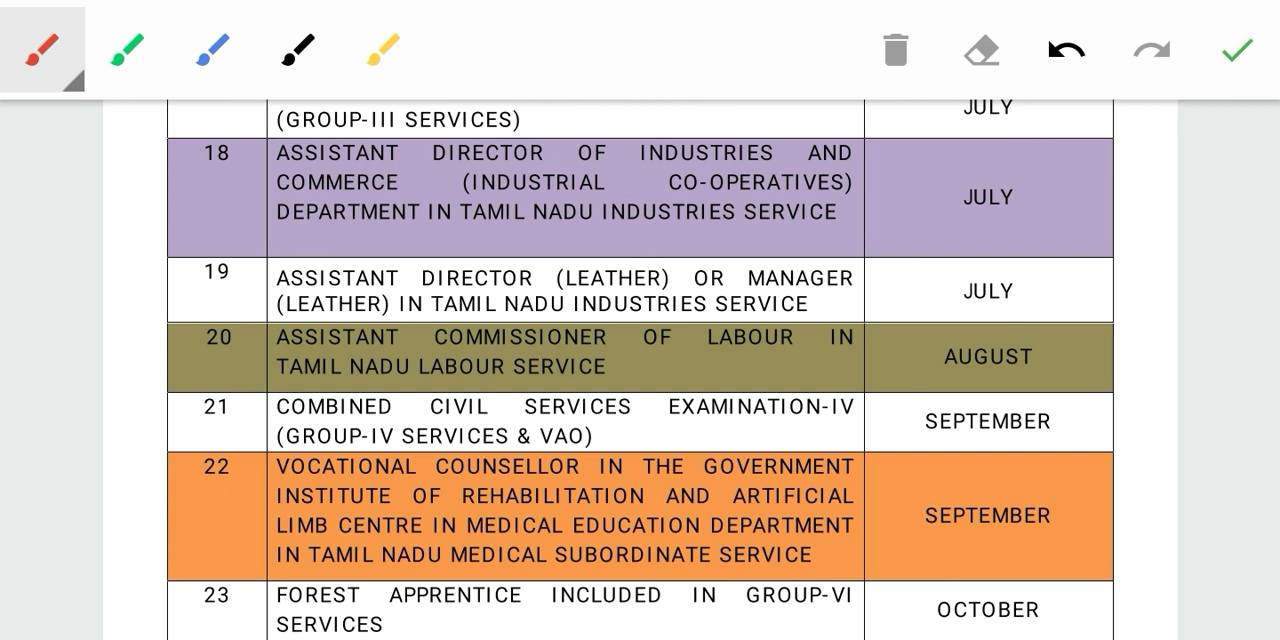 (GROUP-III SERVICES)
JULY
18
ASSISTANT DIRECTOR OF INDUSTRIES AND
COMMERCE (INDUSTRIAL CO-OPERATIVES)
DEPARTMENT IN TAMIL NADU INDUSTRIES SERVICE
JULY
19
ASSISTANT DIRECTOR (LEATHER) OR MANAGER
(LEATHER) IN TAMIL NADU INDUSTRIES SERVICE
JULY
20
ASSISTANT COMMISSIONER OF LABOUR IN
TAMIL NADU LABOUR SERVICE
AUGUST
21
COMBINED CIVIL SERVICES EXAMINATION-IV
(GROUP-IV SERVICES & VAO)
SEPTEMBER
22
VOCATIONAL COUNSELLOR IN THE GOVERNMENT
INSTITUTE OF REHABILITATION AND ARTIFICIAL
LIMB CENTRE IN MEDICAL EDUCATION DEPARTMENT
IN TAMIL NADU MEDICAL SUBORDINATE SERVICE
SEPTEMBER
23
FOREST APPRENTICE INCLUDED IN GROUP-VI
SERVICES
OCTOBER